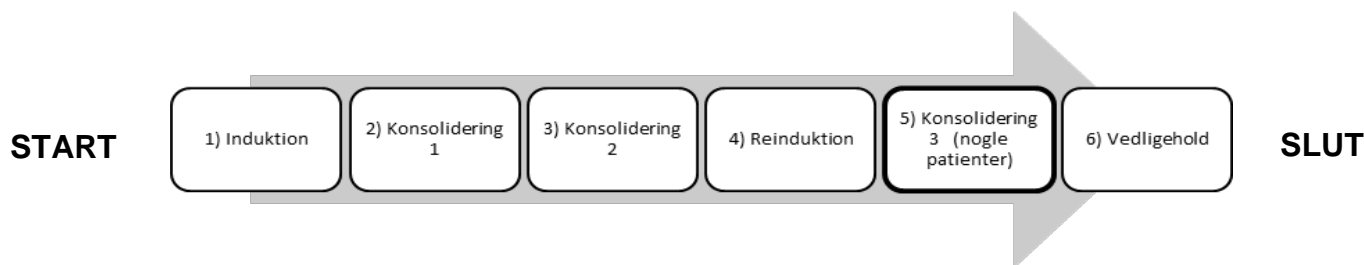 START
1) Induktion
2) Konsolidering
1
3) Konsolidering
2
4) Reinduktion
5) Konsolidering
3 (nogle
patienter)
6) Vedligehold
SLUT